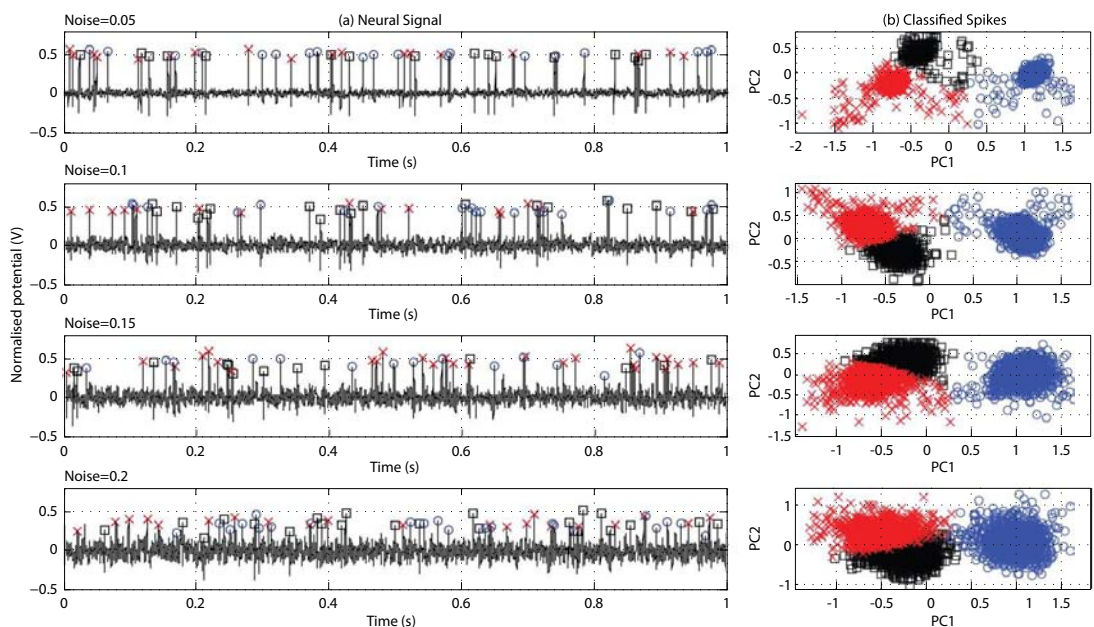 (a) Neural Signal
(b) Classified Spikes
Normalised potential (V)
Noise=0.05
0.5
0
−0.5
0 0.2 0.4 0.6 0.8 1
Time (s)
PC2
0.5
0
-0.5
-1
-2 -1.5 -1 -0.5 0 0.5 1 1.5
PC1
Noise=0.1
0.5
0
−0.5
0 0.2 0.4 0.6 0.8 1
Time (s)
PC2
1
0.5
0
-0.5
-1.5 -1 -0.5 0 0.5 1 1.5
PC1
Noise=0.15
0.5
0
−0.5
0 0.2 0.4 0.6 0.8 1
Time (s)
PC2
1
0.5
0
-0.5
-1
1.5
-1 -0.5 0 0.5 1 1.5
PC1
Noise=0.2
0.5
0
−0.5
0 0.2 0.4 0.6 0.8 1
Time (s)
PC2
1
0
-1
-1 -0.5 0 0.5 1 1.5
PC1